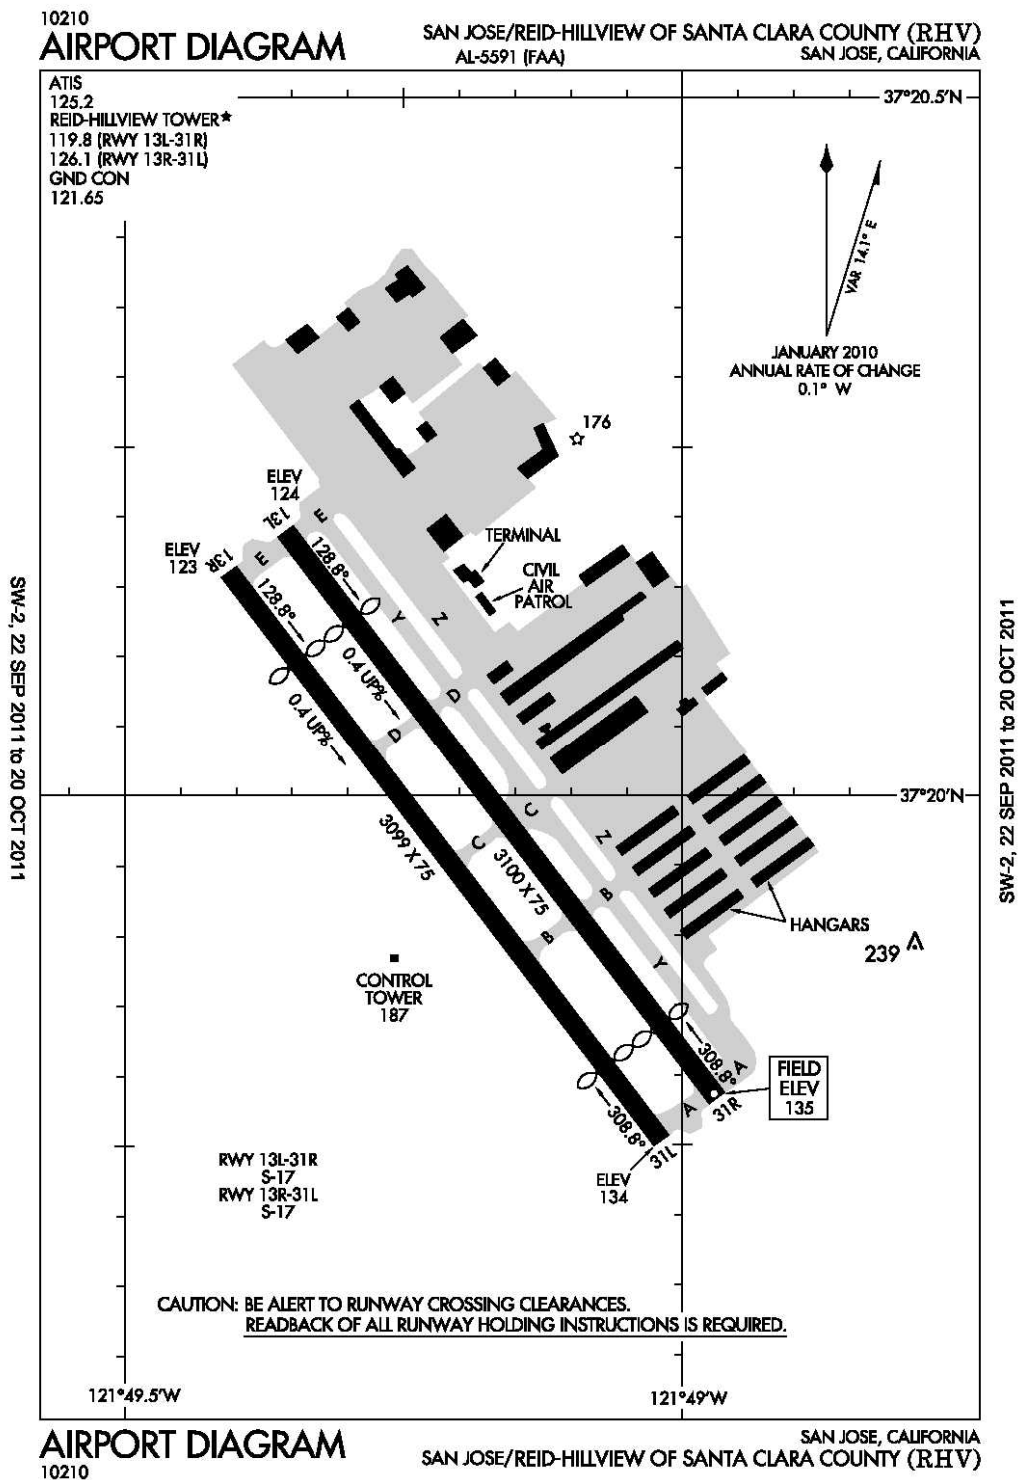 10210
AIRPORT DIAGRAM
SAN JOSE/REID-HILLVIEW OF SANTA CLARA COUNTY (RHV)
AL-5591 (FAA)
SAN JOSE, CALIFORNIA
ATIS
125.2
REID-HILLVIEW TOWER★
119.8 (RWY 13L-31R)
126.1 (RWY 13R-31L)
GND CON
121.65
37°20.5'N
VAR 14.1° E
JANUARY 2010
ANNUAL RATE OF CHANGE
0.1° W
176
ELEV
124
13L
E
ELEV
123
13R
E
128.8°
128.8°
TERMINAL
CIVIL
AIR
PATROL
Y
Z
0.4 UP%
0.4 UP%
D
D
37°20'N
C
C
Z
3099 X 75
3100 X 75
B
B
HANGARS
239
Y
CONTROL
TOWER
187
308.8°
A
FIELD
ELEV
135
308.8°
A
31R
31L
ELEV
134
RWY 13L-31R
S-17
RWY 13R-31L
S-17
CAUTION: BE ALERT TO RUNWAY CROSSING CLEARANCES.
READBACK OF ALL RUNWAY HOLDING INSTRUCTIONS IS REQUIRED.
121°49.5'W
121°49'W
SW-2, 22 SEP 2011 to 20 OCT 2011
SW-2, 22 SEP 2011 to 20 OCT 2011
AIRPORT DIAGRAM
10210
SAN JOSE, CALIFORNIA
SAN JOSE/REID-HILLVIEW OF SANTA CLARA COUNTY (RHV)